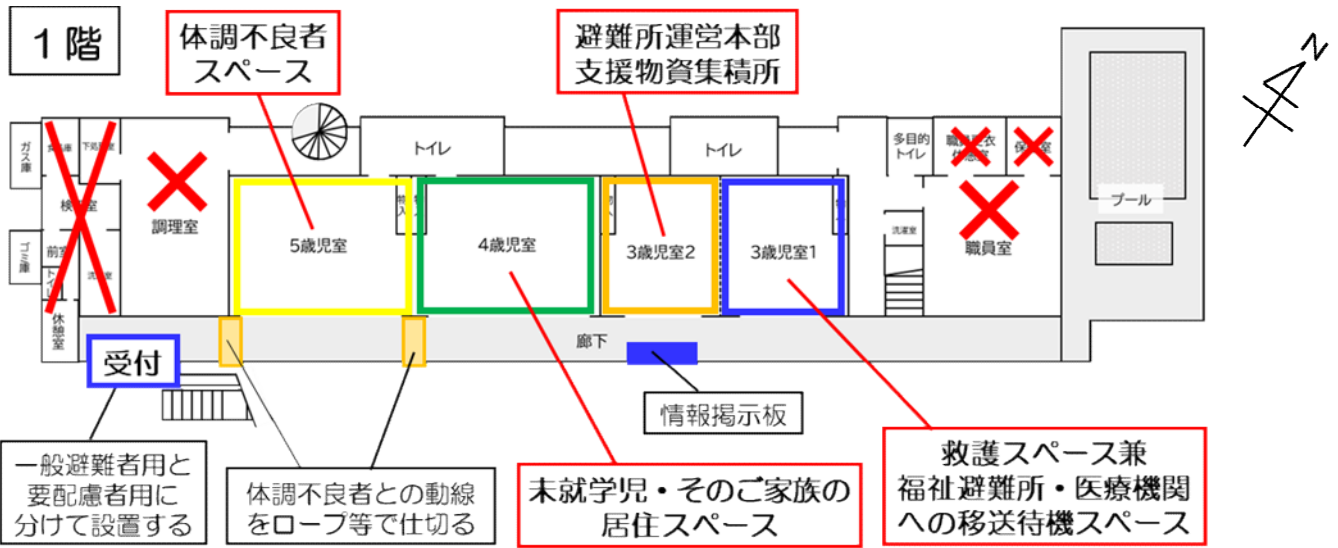 1階
体調不良者
スペース
避難所運営本部
支援物資集積所
N
ガス庫
トイレ
トイレ
多目的
トイレ
プール
調理室
5歳児室
4歳児室
3歳児室2
3歳児室1
洗濯室
職員室
ゴミ庫
前室
トイレ
休憩室
受付
廊下
情報掲示板
一般避難者用と
要配慮者用に
分けて設置する
体調不良者との動線
をロープ等で仕切る
未就学児・そのご家族の
居住スペース
救護スペース兼
福祉避難所・医療機関
への移送待機スペース